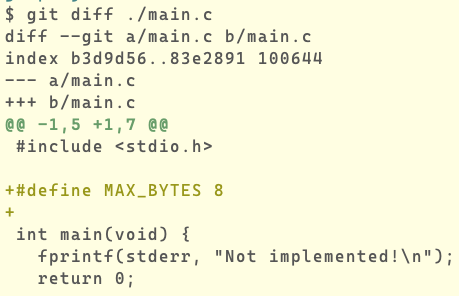 $ git diff ./main.c
diff --git a/main.c b/main.c
index b3d9d56..83e2891 100644
--- a/main.c
+++ b/main.c
@@ -1,5 +1,7 @@
 #include <stdio.h>

+#define MAX_BYTES 8
+
 int main(void) {
   fprintf(stderr, "Not implemented!\n");
   return 0;